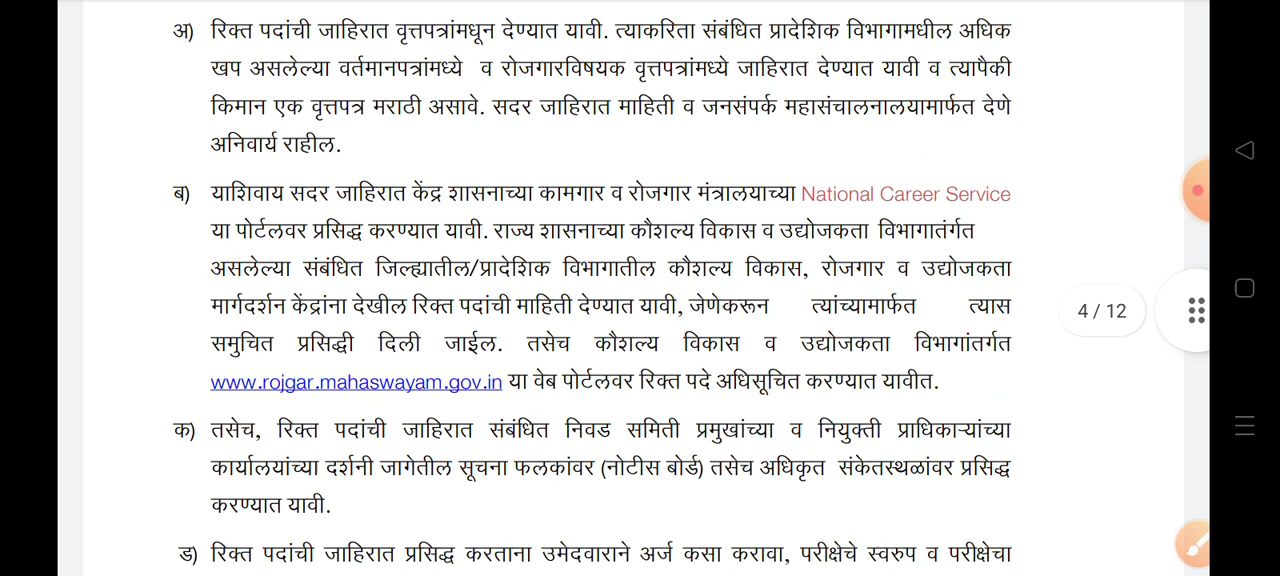 अ) रिक्त पदांची जाहिरात वृत्तपत्रांमधून देण्यात यावी. त्याकरिता संबंधित प्रादेशिक विभागामधील अधिक
खप असलेल्या वर्तमानपत्रांमध्ये व रोजगारविषयक वृत्तपत्रांमध्ये जाहिरात देण्यात यावी व त्यापैकी
किमान एक वृत्तपत्र मराठी असावे. सदर जाहिरात माहिती व जनसंपर्क महासंचालनालयामार्फत देणे
अनिवार्य राहील.
ब) याशिवाय सदर जाहिरात केंद्र शासनाच्या कामगार व रोजगार मंत्रालयाच्या National Career Service
या पोर्टलवर प्रसिद्ध करण्यात यावी. राज्य शासनाच्या कौशल्य विकास व उद्योजकता विभागातंर्गत
असलेल्या संबंधित जिल्ह्यातील/प्रादेशिक विभागातील कौशल्य विकास, रोजगार व उद्योजकता
मार्गदर्शन केंद्रांना देखील रिक्त पदांची माहिती देण्यात यावी, जेणेकरून त्यांच्यामार्फत त्यास
समुचित प्रसिद्धी दिली जाईल. तसेच कौशल्य विकास व उद्योजकता विभागांतर्गत
www.rojgar.mahaswayam.gov.in या वेब पोर्टलवर रिक्त पदे अधिसूचित करण्यात यावीत.
4 / 12
क) तसेच, रिक्त पदांची जाहिरात संबंधित निवड समिती प्रमुखांच्या व नियुक्ती प्राधिकाऱ्यांच्या
कार्यालयांच्या दर्शनी जागेतील सूचना फलकांवर (नोटीस बोर्ड) तसेच अधिकृत संकेतस्थळांवर प्रसिद्ध
करण्यात यावी.
ड) रिक्त पदांची जाहिरात प्रसिद्ध करताना उमेदवाराने अर्ज कसा करावा, परीक्षेचे स्वरुप व परीक्षेचा